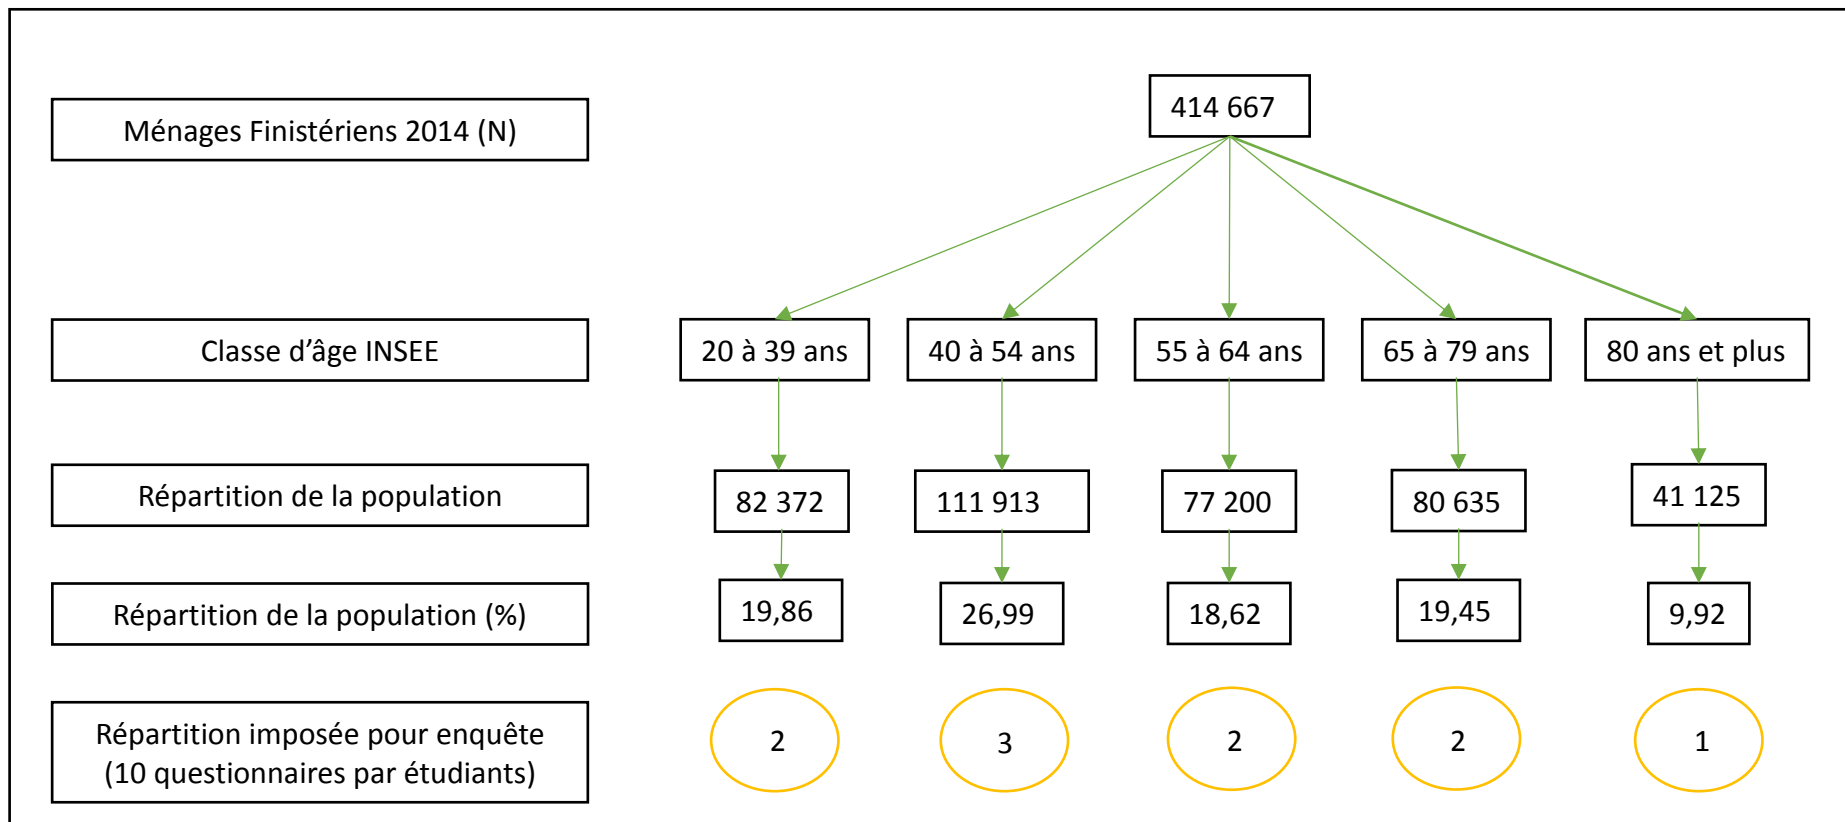 Ménages Finistériens 2014 (N)
414 667
Classe d’âge INSEE
20 à 39 ans
40 à 54 ans
55 à 64 ans
65 à 79 ans
80 ans et plus
Répartition de la population
82 372
111 913
77 200
80 635
41 125
Répartition de la population (%)
19,86
26,99
18,62
19,45
9,92
Répartition imposée pour enquête
(10 questionnaires par étudiants)
2
3
2
2
1